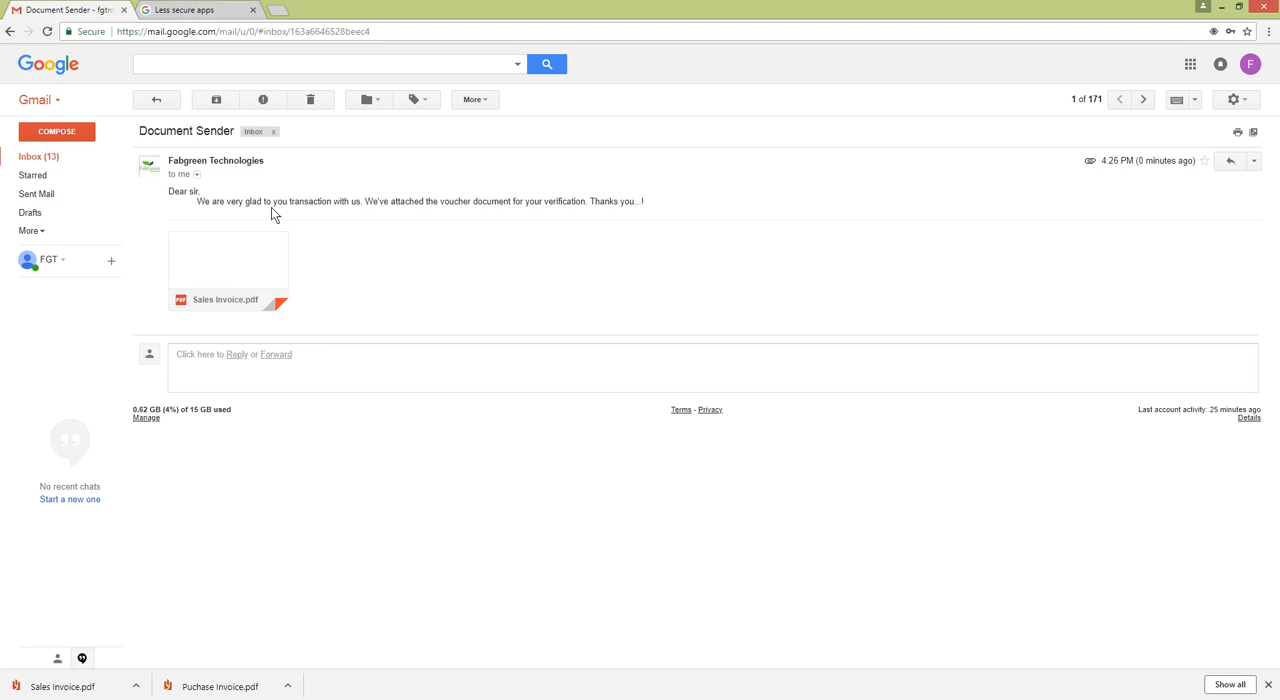 Document Sender - fgtm
Less secure apps
Secure
https://mail.google.com/mail/u/0/#inbox/163a6646528beec4
Google
F
Gmail
More
1 of 171
COMPOSE
Document Sender
Inbox x
Inbox (13)
Starred
Sent Mail
Drafts
More
FGT
Fabgreen Technologies
to me
4:26 PM (0 minutes ago)
Dear sir,
We are very glad to you transaction with us. We've attached the voucher document for your verification. Thanks you...!
PDF Sales Invoice.pdf
Click here to Reply or Forward
0.62 GB (4%) of 15 GB used
Manage
Terms - Privacy
Last account activity: 25 minutes ago
Details
No recent chats
Start a new one
Sales Invoice.pdf
Puchase Invoice.pdf
Show all